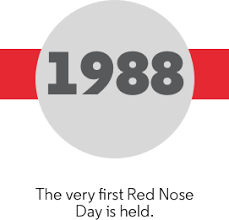 1988
The very first Red Nose
Day is held.